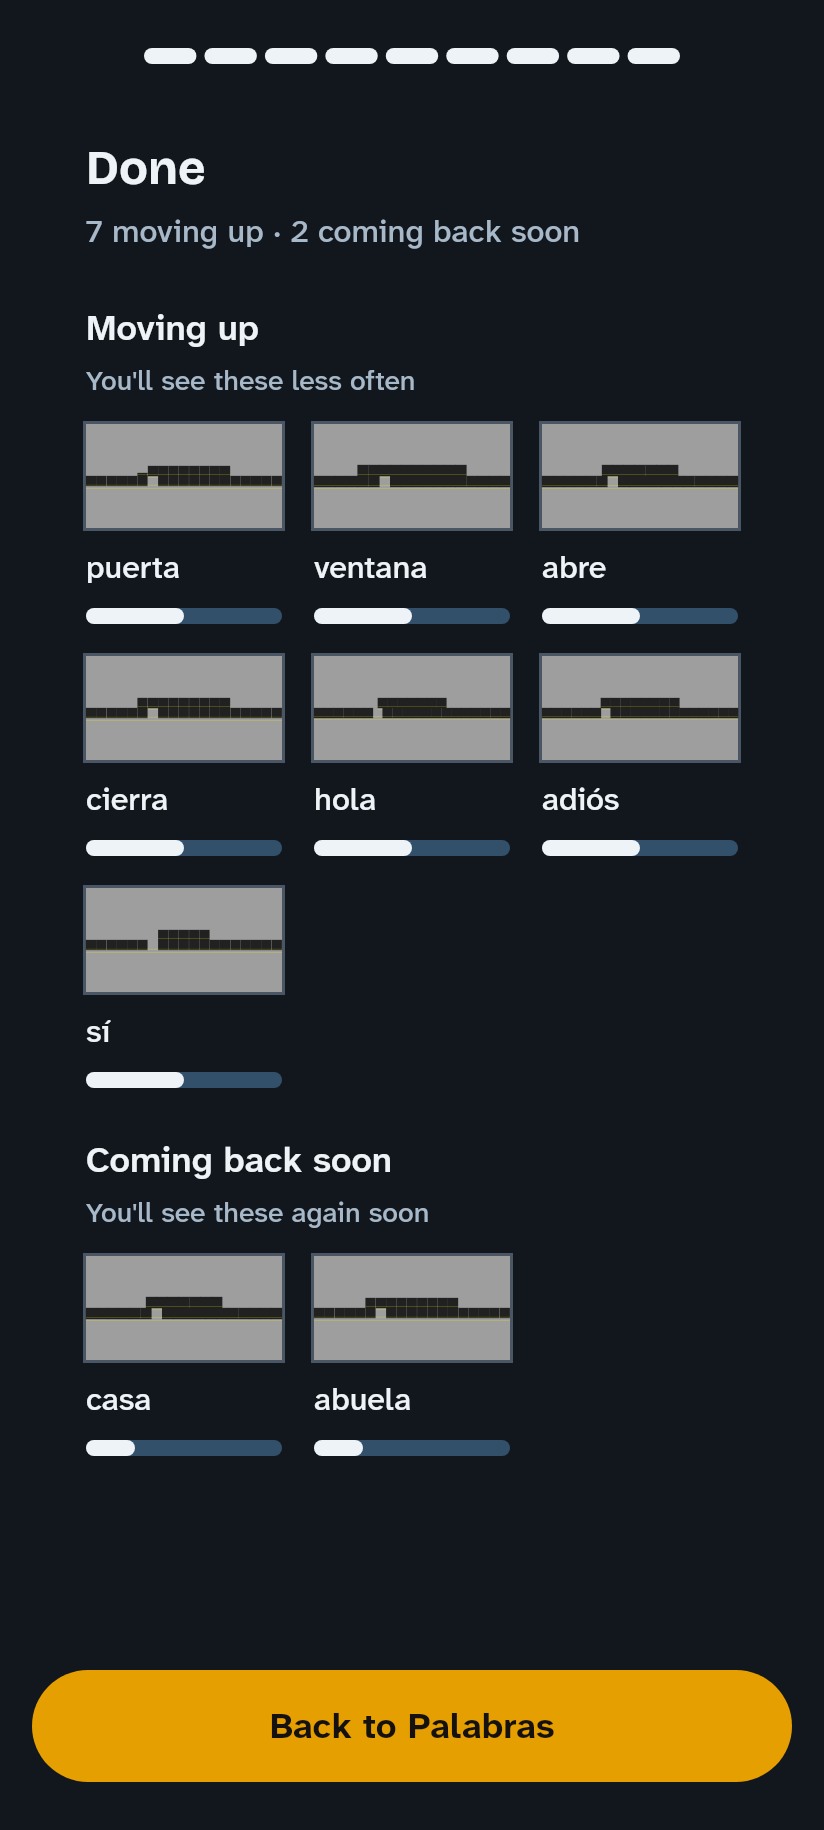 Done
7 moving up · 2 coming back soon
Moving up
You'll see these less often
puerta ventana abre
cierra hola adiós
sí
Coming back soon
You'll see these again soon
casa abuela
Back to Palabras